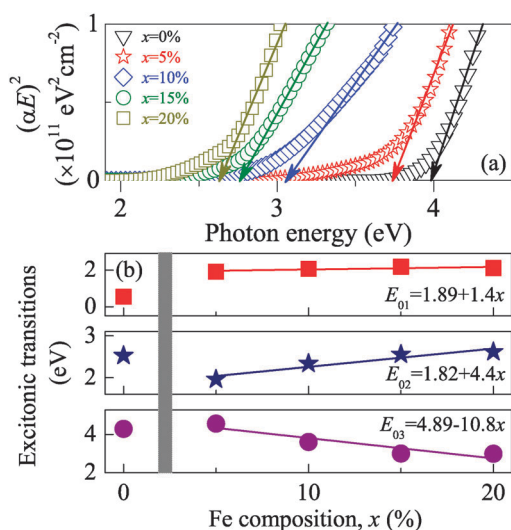 1
x=0%
x=5%
x=10%
x=15%
x=20%
(αE)²
(×10¹¹ eV²cm⁻²)
0
(a)
2
3
4
Photon energy (eV)
(b)
2
0
E₀₁=1.89+1.4x
3
2
E₀₂=1.82+4.4x
4
2
E₀₃=4.89-10.8x
Excitonic transitions
(eV)
0
10
20
Fe composition, x (%)